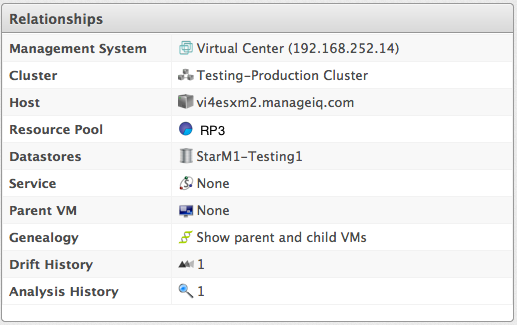 Relationships
Management System Virtual Center (192.168.252.14)
Cluster Testing-Production Cluster
Host vi4esxm2.manageiq.com
Resource Pool RP3
Datastores StarM1-Testing1
Service None
Parent VM None
Genealogy Show parent and child VMs
Drift History 1
Analysis History 1